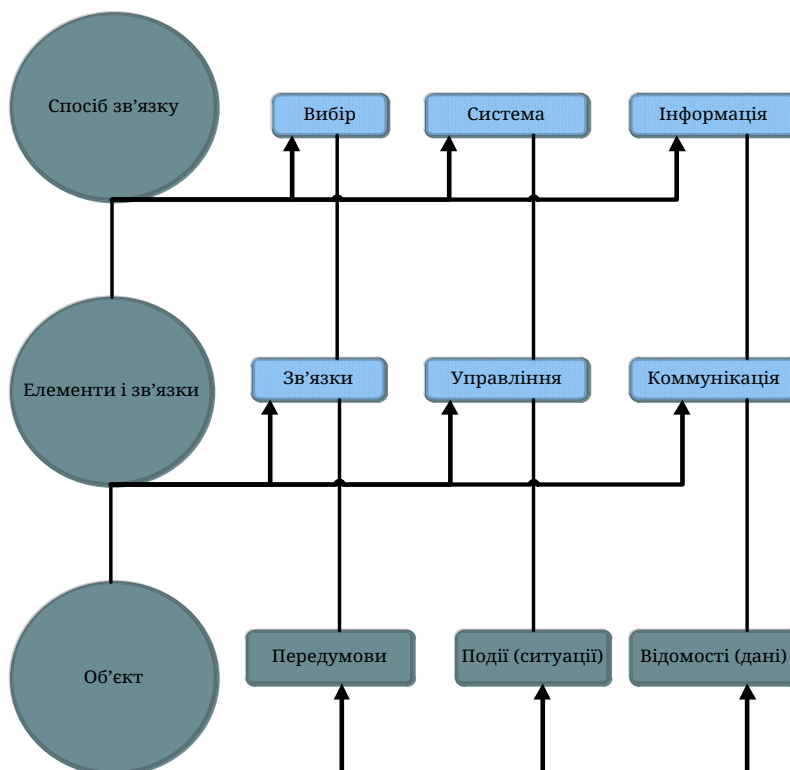 Спосіб зв’язку
Вибір
Система
Інформація
Елементи і зв’язки
Зв’язки
Управління
Коммунікація
Об’єкт
Передумови
Події (ситуації)
Відомості (дані)